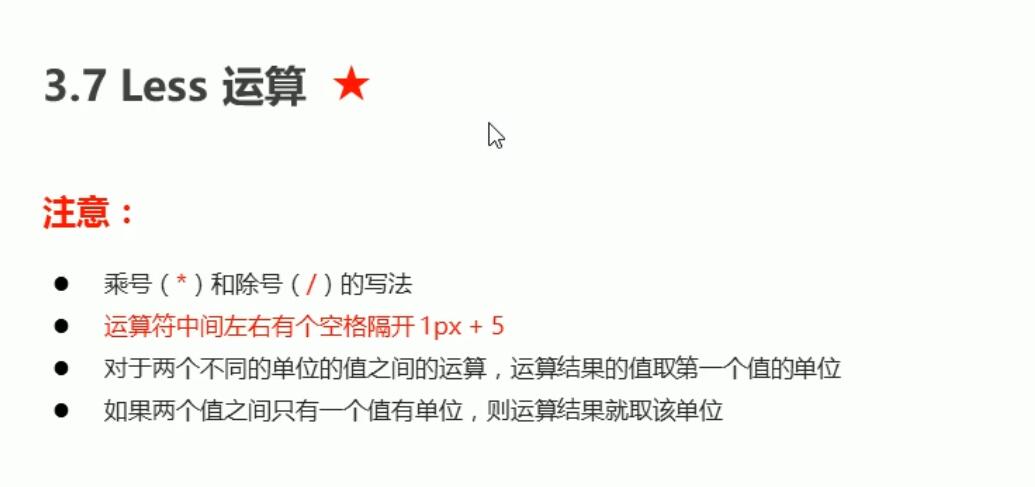 3.7 Less 运算 ★
注意：
● 乘号（*）和除号（/）的写法
● 运算符中间左右有个空格隔开 1px + 5
● 对于两个不同的单位的值之间的运算，运算结果的值取第一个值的单位
● 如果两个值之间只有一个值有单位，则运算结果就取该单位